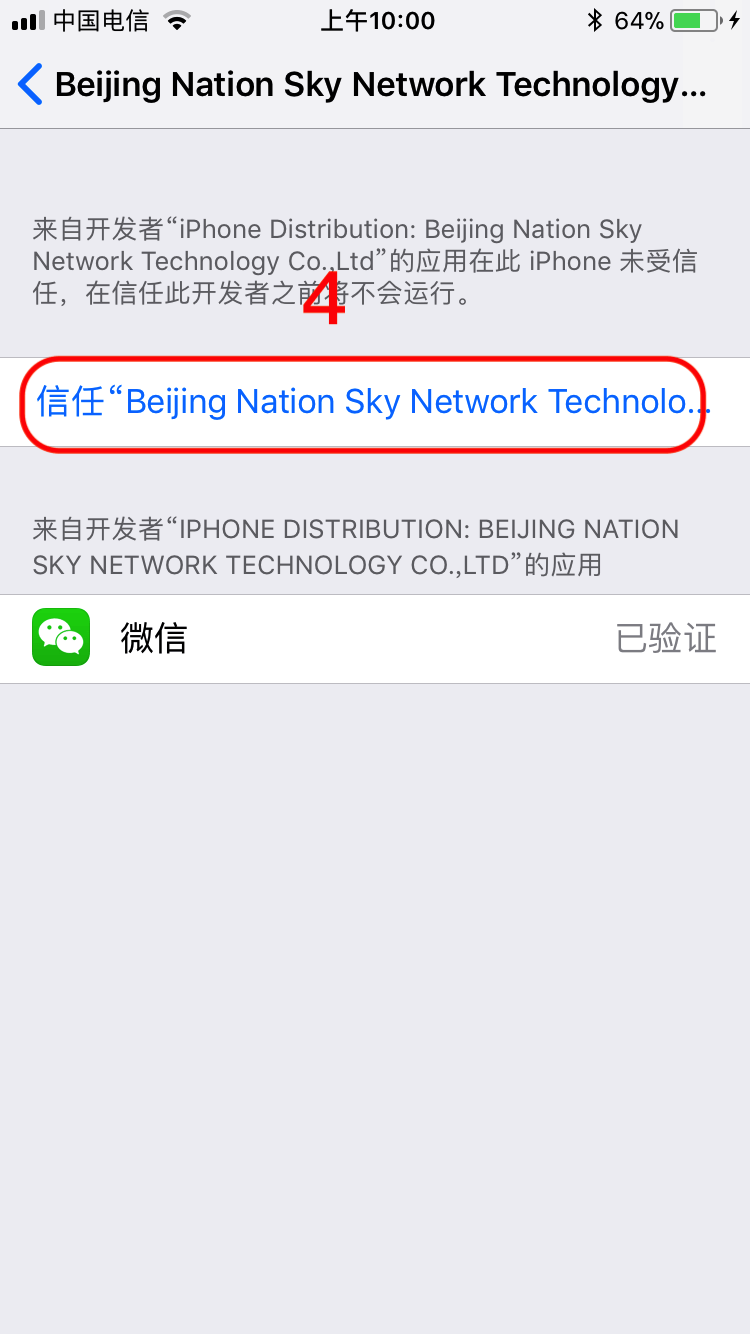 中国电信 上午10:00 64%
Beijing Nation Sky Network Technology...
来自开发者“iPhone Distribution: Beijing Nation Sky
Network Technology Co.,Ltd”的应用在此 iPhone 未受信
任，在信任此开发者之前将不会运行。
4
信任“Beijing Nation Sky Network Technolo...
来自开发者“IPHONE DISTRIBUTION: BEIJING NATION
SKY NETWORK TECHNOLOGY CO.,LTD”的应用
微信 已验证